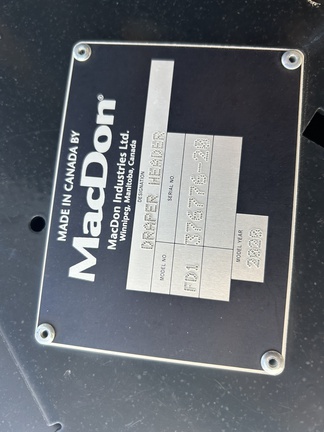 MADE IN CANADA BY
MacDon®
MacDon Industries Ltd.
Winnipeg, Manitoba, Canada
DESIGNATION
DRAPER HEADER
MODEL NO
SERIAL NO
FD1
MODEL YEAR